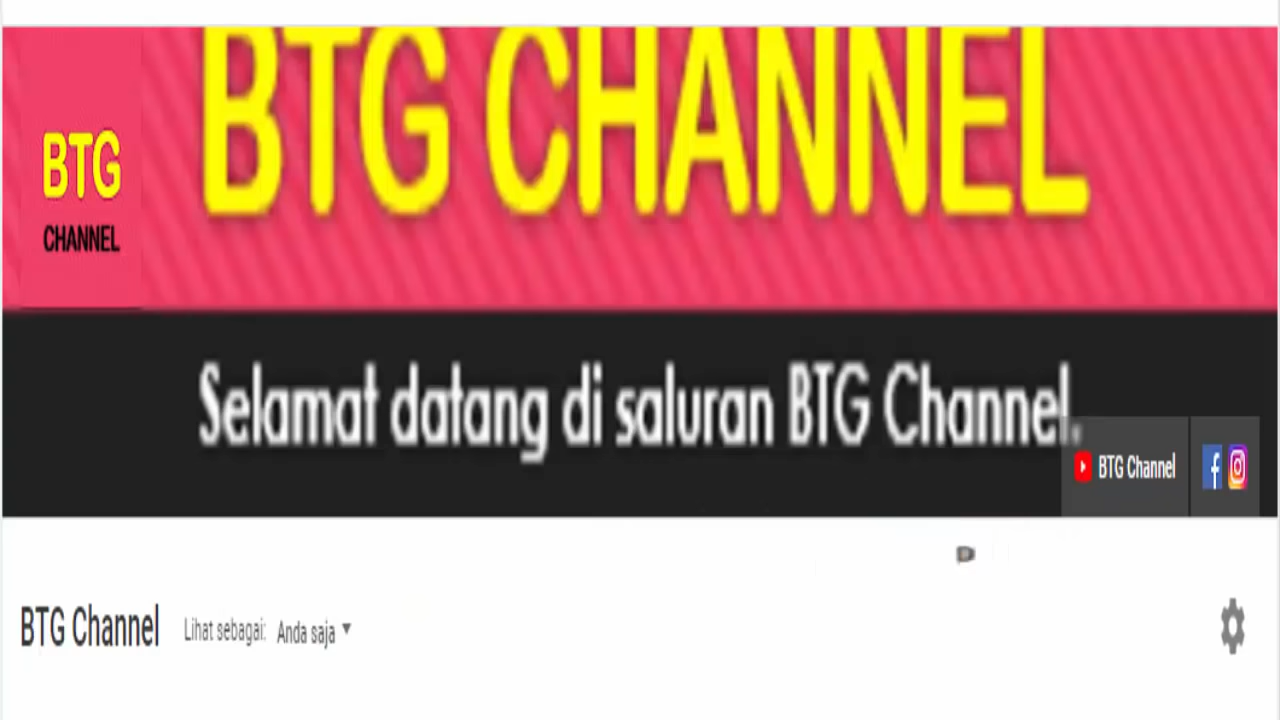 BTG CHANNEL
BTG
CHANNEL
Selamat datang di saluran BTG Channel.
BTG Channel
BTG Channel Lihat sebagai: Anda saja